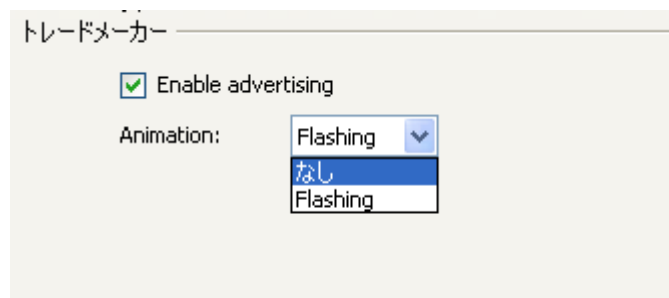 トレードメーカー
Enable advertising
Animation: Flashing
なし
Flashing